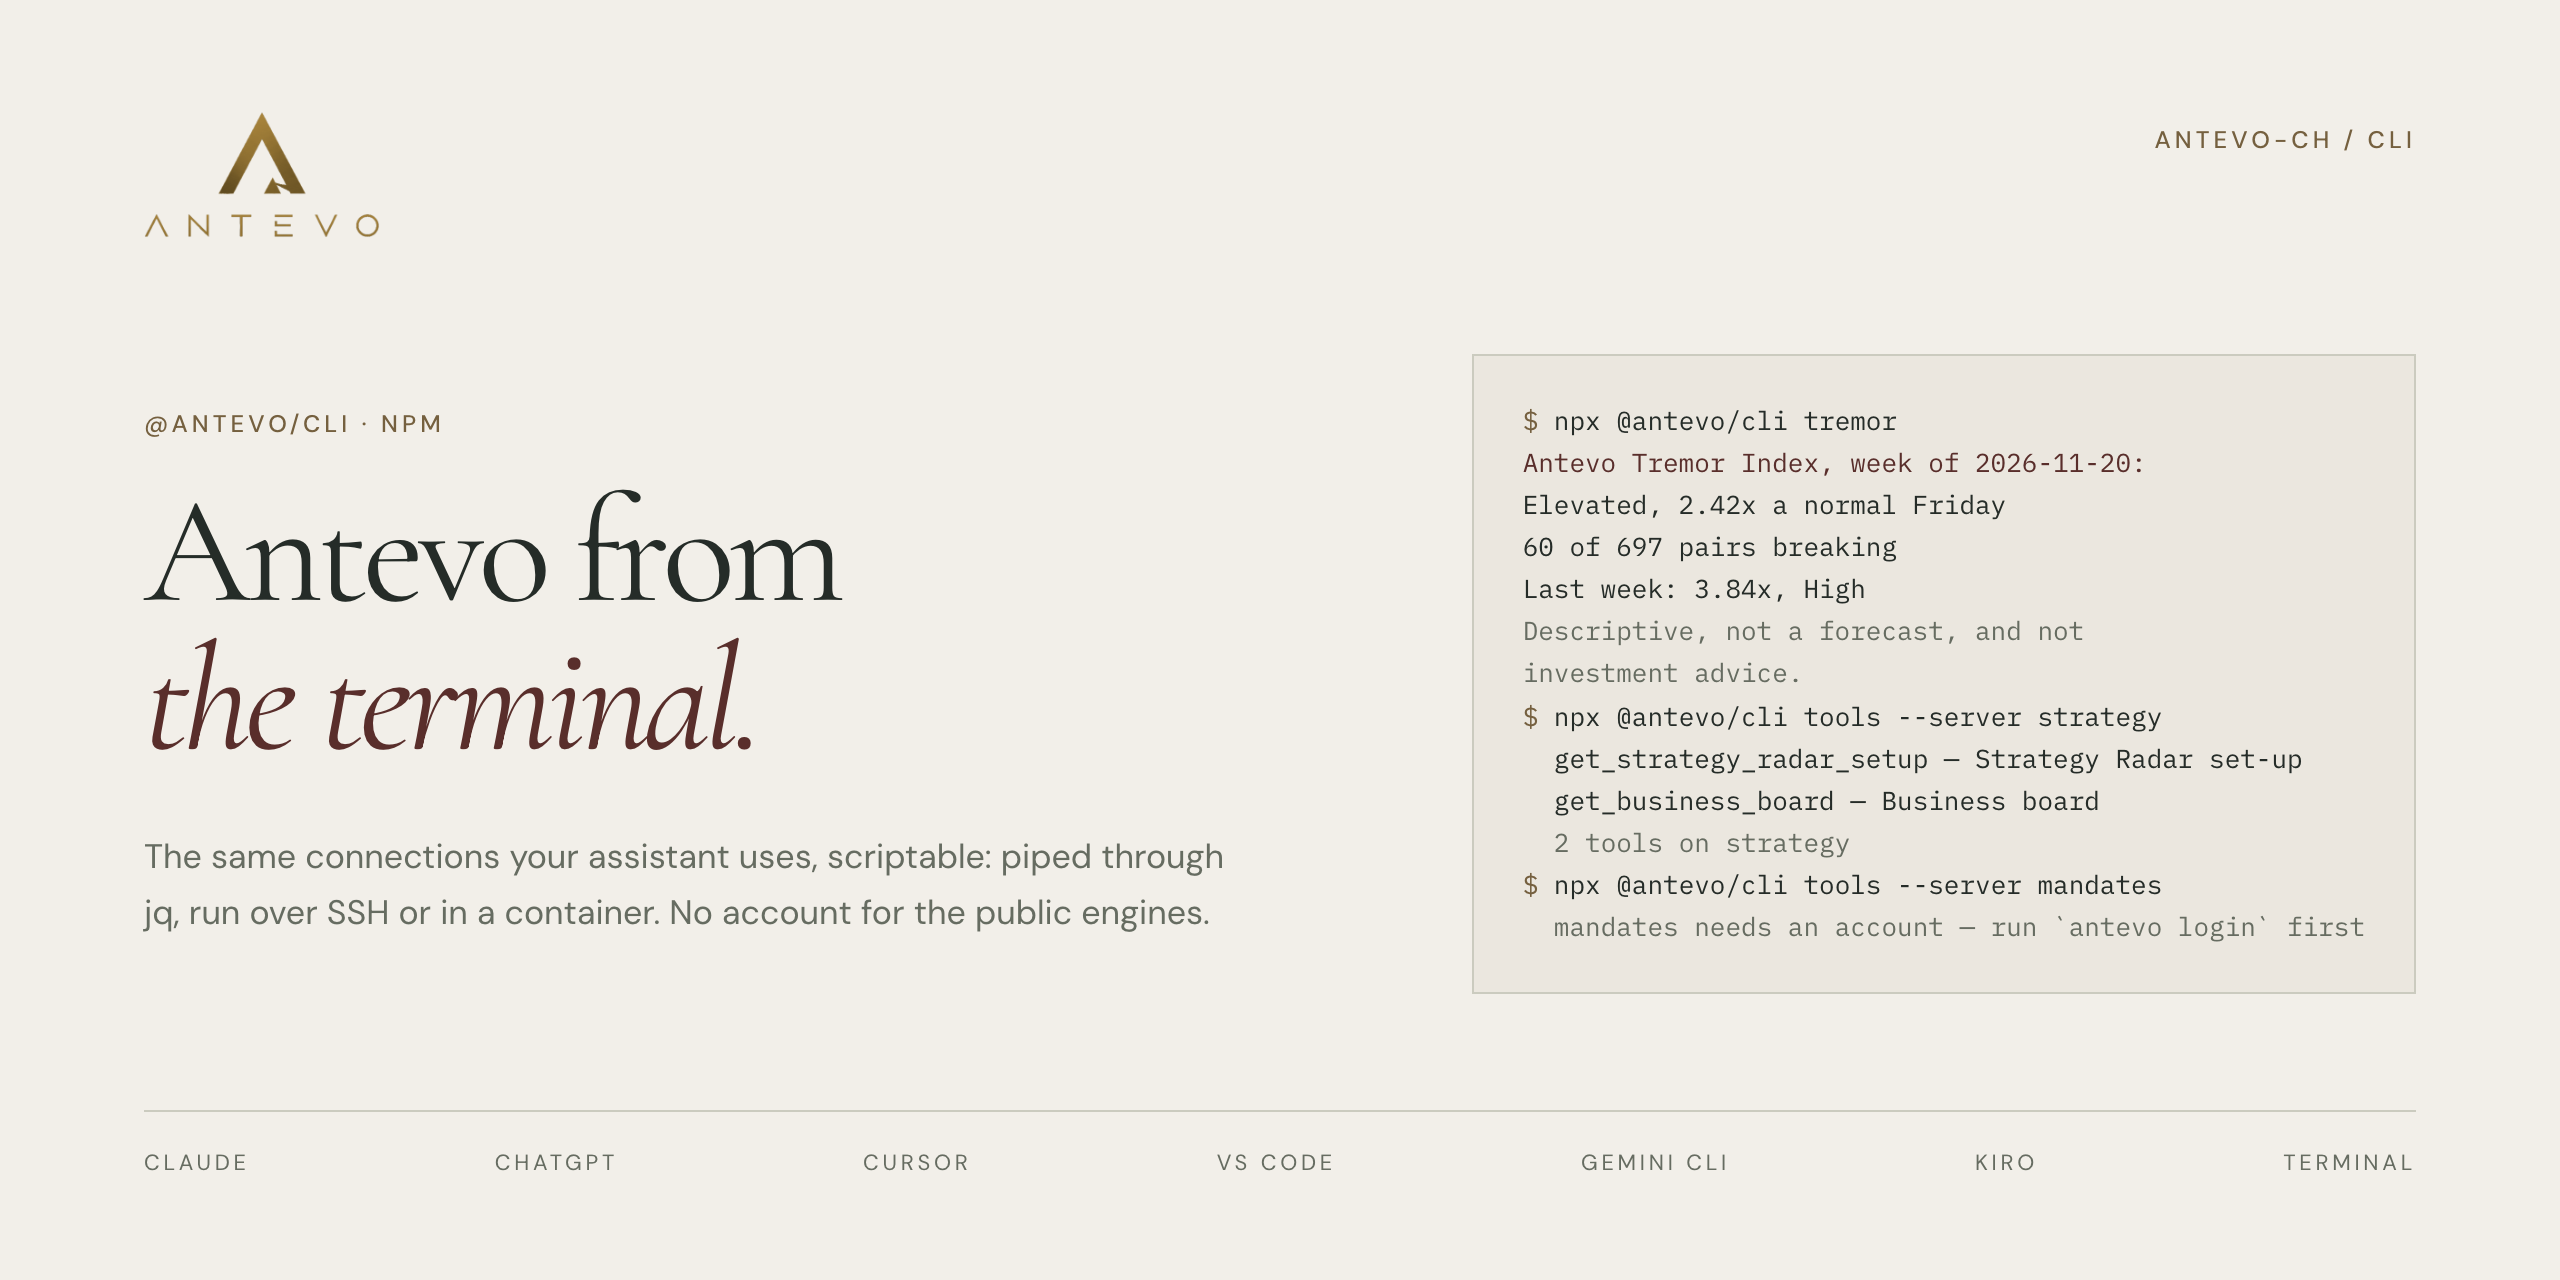 ANTEVO
ANTEVO-CH / CLI
@ANTEVO/CLI · NPM
Antevo from
the terminal.
The same connections your assistant uses, scriptable: piped through
jq, run over SSH or in a container. No account for the public engines.
$ npx @antevo/cli tremor
Antevo Tremor Index, week of 2026-11-20:
Elevated, 2.42x a normal Friday
60 of 697 pairs breaking
Last week: 3.84x, High
Descriptive, not a forecast, and not
investment advice.
$ npx @antevo/cli tools --server strategy
get_strategy_radar_setup — Strategy Radar set-up
get_business_board — Business board
2 tools on strategy
$ npx @antevo/cli tools --server mandates
mandates needs an account — run `antevo login` first
CLAUDE CHATGPT CURSOR VS CODE GEMINI CLI KIRO TERMINAL